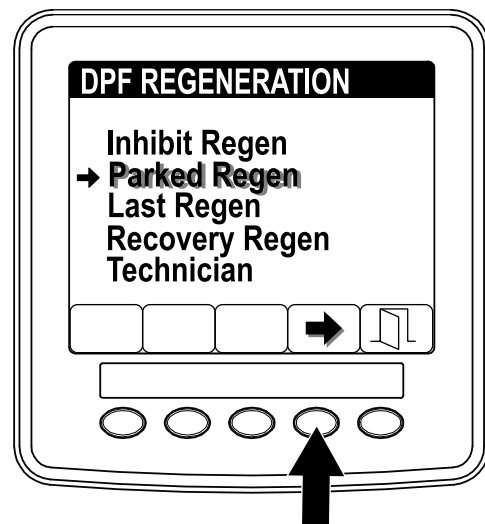 DPF REGENERATION
Inhibit Regen
Parked Regen
Last Regen
Recovery Regen
Technician